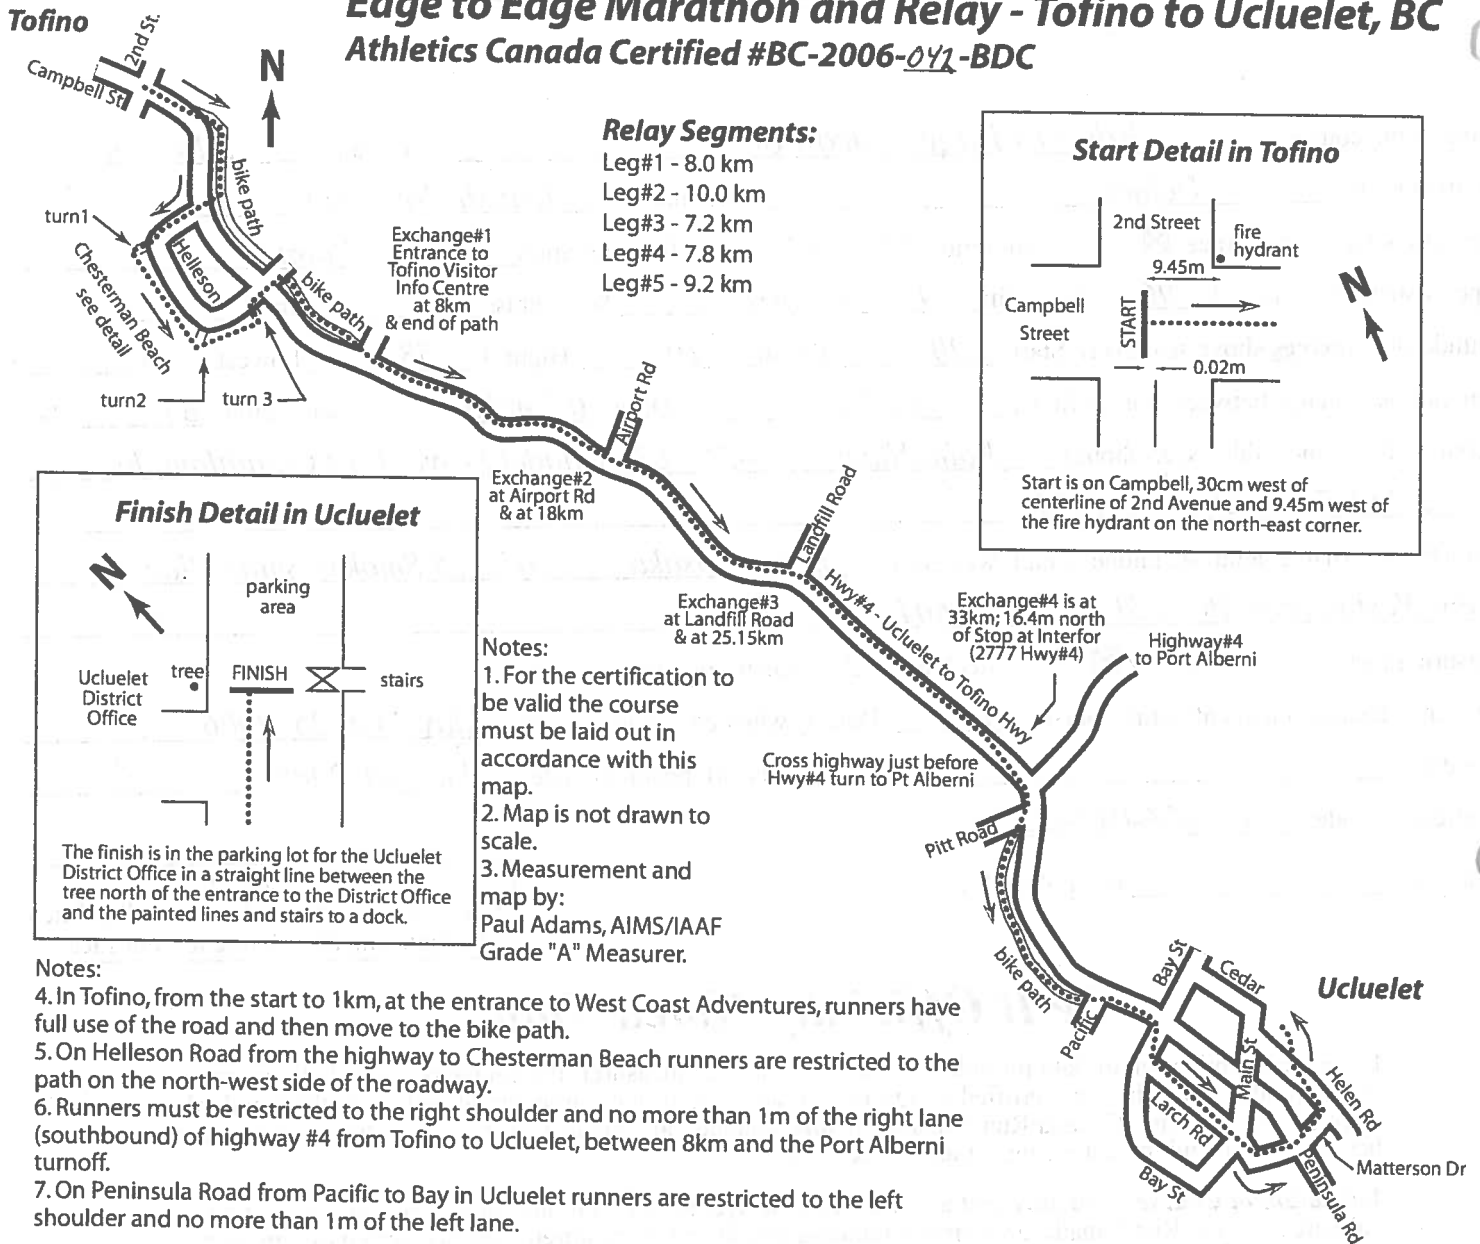 Tofino
Edge to Edge Marathon and Relay - Tofino to Ucluelet, BC
Athletics Canada Certified #BC-2006-042-BDC
2nd St.
Campbell St
N
bike path
turn1
Helleson
Chesterman Beach
see detail
turn2
turn 3
bike path
Exchange#1
Entrance to
Tofino Visitor
Info Centre
at 8km
& end of path
Relay Segments:
Leg#1 - 8.0 km
Leg#2 - 10.0 km
Leg#3 - 7.2 km
Leg#4 - 7.8 km
Leg#5 - 9.2 km
Start Detail in Tofino
2nd Street
fire
hydrant
9.45m
N
Campbell
Street
START
0.02m
Start is on Campbell, 30cm west of
centerline of 2nd Avenue and 9.45m west of
the fire hydrant on the north-east corner.
Airport Rd
Exchange#2
at Airport Rd
& at 18km
Landfill Road
Exchange#3
at Landfill Road
& at 25.15km
Hwy#4 - Ucluelet to Tofino Hwy
Exchange#4 is at
33km; 16.4m north
of Stop at Interfor
(2777 Hwy#4)
Highway#4
to Port Alberni
Cross highway just before
Hwy#4 turn to Pt Alberni
Pitt Road
bike path
Pacific
Finish Detail in Ucluelet
N
parking
area
Ucluelet
District
Office
tree
FINISH
stairs
The finish is in the parking lot for the Ucluelet
District Office in a straight line between the
tree north of the entrance to the District Office
and the painted lines and stairs to a dock.
Notes:
1. For the certification to
be valid the course
must be laid out in
accordance with this
map.
2. Map is not drawn to
scale.
3. Measurement and
map by:
Paul Adams, AIMS/IAAF
Grade "A" Measurer.
Notes:
4. In Tofino, from the start to 1km, at the entrance to West Coast Adventures, runners have
full use of the road and then move to the bike path.
5. On Helleson Road from the highway to Chesterman Beach runners are restricted to the
path on the north-west side of the roadway.
6. Runners must be restricted to the right shoulder and no more than 1m of the right lane
(southbound) of highway #4 from Tofino to Ucluelet, between 8km and the Port Alberni
turnoff.
7. On Peninsula Road from Pacific to Bay in Ucluelet runners are restricted to the left
shoulder and no more than 1m of the left lane.
Ucluelet
Bay St
Cedar
Main St
Larch Rd
Helen Rd
Matterson Dr
Bay St
Peninsula Rd